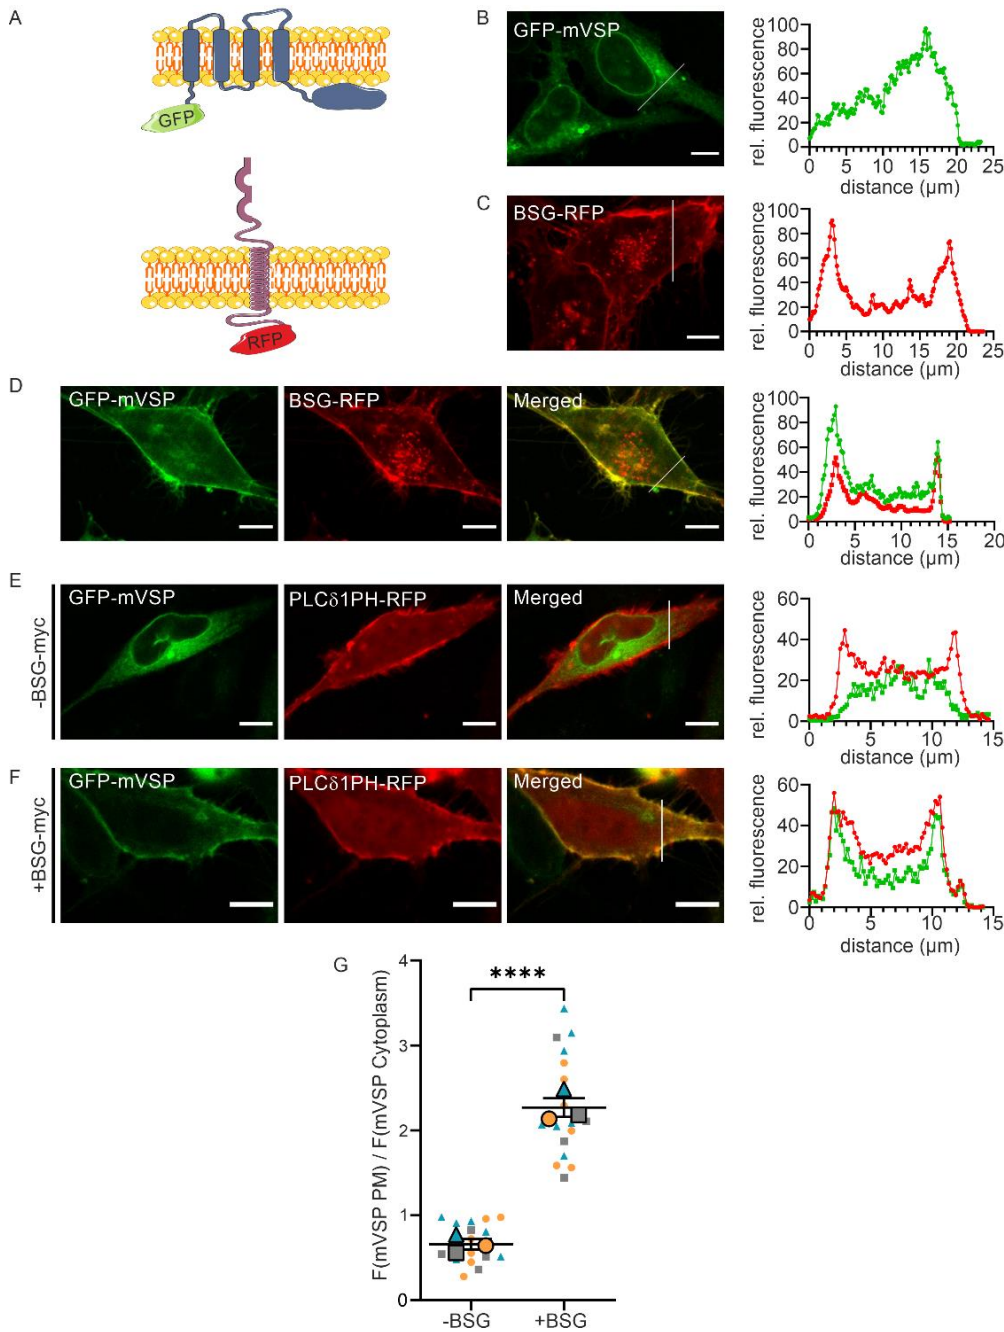 A
GFP
RFP
B
GFP-mVSP
rel. fluorescence
100
80
60
40
20
0
0 5 10 15 20 25
distance (µm)
C
BSG-RFP
rel. fluorescence
100
80
60
40
20
0
0 5 10 15 20 25
distance (µm)
D
GFP-mVSP
BSG-RFP
Merged
rel. fluorescence
100
80
60
40
20
0
0 5 10 15 20
distance (µm)
E
-BSG-myc
GFP-mVSP
PLCδ1PH-RFP
Merged
rel. fluorescence
60
40
20
0
0 5 10 15
distance (µm)
F
+BSG-myc
GFP-mVSP
PLCδ1PH-RFP
Merged
rel. fluorescence
60
40
20
0
0 5 10 15
distance (µm)
G
F(mVSP PM) / F(mVSP Cytoplasm)
4
3
2
1
0
****
-BSG +BSG